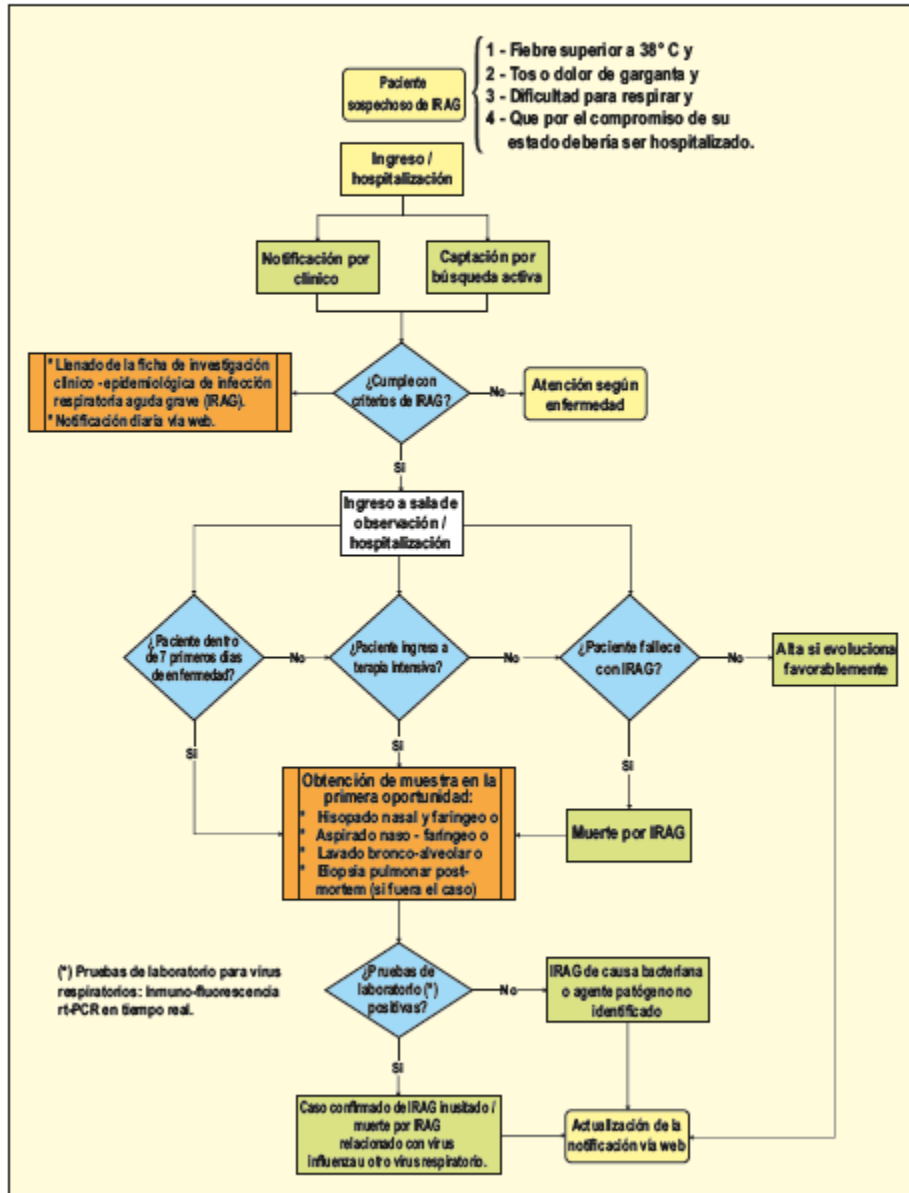 Paciente
sospechoso de IRAG
1 - Fiebre superior a 38° C y
2 - Tos o dolor de garganta y
3 - Dificultad para respirar y
4 - Que por el compromiso de su
estado debería ser hospitalizado.
Ingreso /
hospitalización
Notificación por
clínico
Captación por
búsqueda activa
* Llenado de la ficha de investigación
clínico -epidemiológica de infección
respiratoria aguda grave (IRAG).
* Notificación diaria vía web.
¿Cumple con
criterios de IRAG?
No
Atención según
enfermedad
Si
Ingreso a sala de
observación /
hospitalización
¿Paciente dentro
de 7 primeros días
de enfermedad?
No
¿Paciente ingresa a
terapia intensiva?
No
¿Paciente fallece
con IRAG?
No
Alta si evoluciona
favorablemente
Si
Si
Si
Obtención de muestra en la
primera oportunidad:
* Hisopado nasal y faríngeo o
* Aspirado naso - faríngeo o
* Lavado bronco-alveolar o
* Biopsia pulmonar post-
mortem (si fuera el caso)
Muerte por IRAG
(*) Pruebas de laboratorio para virus
respiratorios: Inmuno-fluorescencia
rt-PCR en tiempo real.
¿Pruebas de
laboratorio (*)
positivas?
No
IRAG de causa bacteriana
o agente patógeno no
identificado
Si
Caso confirmado de IRAG inusitado /
muerte por IRAG
relacionado con virus
influenza u otro virus respiratorio.
Actualización de la
notificación vía web